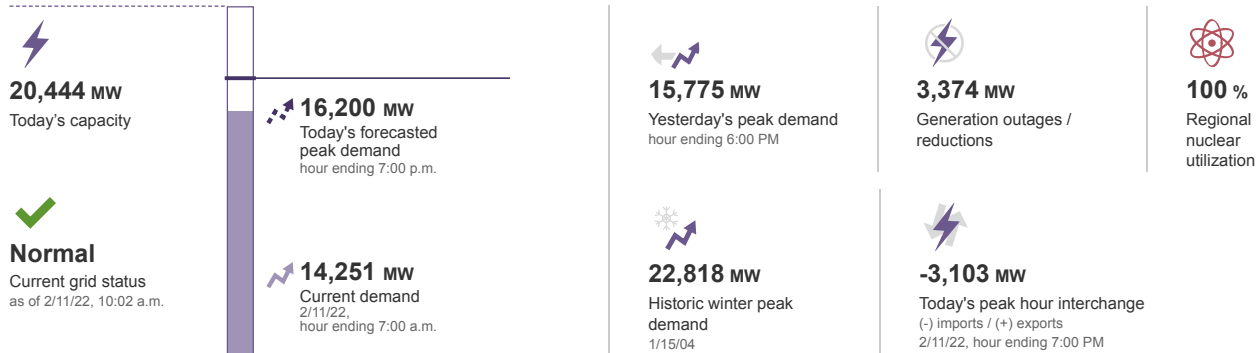 20,444 MW
Today's capacity
Normal
Current grid status
as of 2/11/22, 10:02 a.m.
16,200 MW
Today's forecasted
peak demand
hour ending 7:00 p.m.
14,251 MW
Current demand
2/11/22,
hour ending 7:00 a.m.
15,775 MW
Yesterday's peak demand
hour ending 6:00 PM
3,374 MW
Generation outages /
reductions
100 %
Regional
nuclear
utilization
22,818 MW
Historic winter peak
demand
1/15/04
-3,103 MW
Today's peak hour interchange
(-) imports / (+) exports
2/11/22, hour ending 7:00 PM